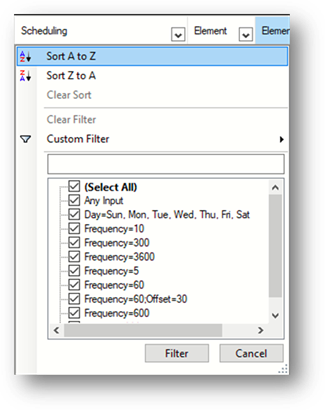 Scheduling Element Elemer
Sort A to Z
Sort Z to A
Clear Sort
Clear Filter
Custom Filter
(Select All)
Any Input
Day=Sun, Mon, Tue, Wed, Thu, Fri, Sat
Frequency=10
Frequency=300
Frequency=3600
Frequency=5
Frequency=60
Frequency=60;Offset=30
Frequency=600
Filter Cancel